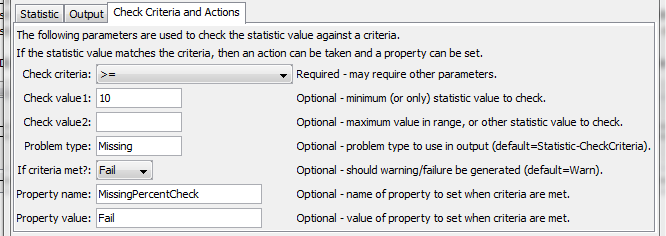 Statistic Output Check Criteria and Actions
The following parameters are used to check the statistic value against a criteria.
If the statistic value matches the criteria, then an action can be taken and a property can be set.
Check criteria: >= Required - may require other parameters.
Check value1: 10 Optional - minimum (or only) statistic value to check.
Check value2: Optional - maximum value in range, or other statistic value to check.
Problem type: Missing Optional - problem type to use in output (default=Statistic-CheckCriteria).
If criteria met?: Fail Optional - should warning/failure be generated (default=Warn).
Property name: MissingPercentCheck Optional - name of property to set when criteria are met.
Property value: Fail Optional - value of property to set when criteria are met.